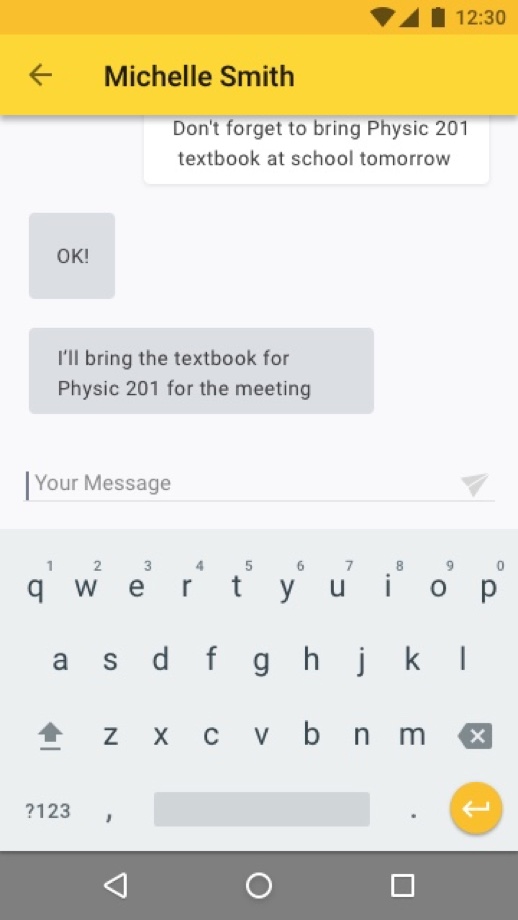 12:30
Michelle Smith
Don't forget to bring Physic 201
textbook at school tomorrow
OK!
I'll bring the textbook for
Physic 201 for the meeting
Your Message
1 2 3 4 5 6 7 8 9 0
q w e r t y u i o p
a s d f g h j k l
z x c v b n m
?123 , .